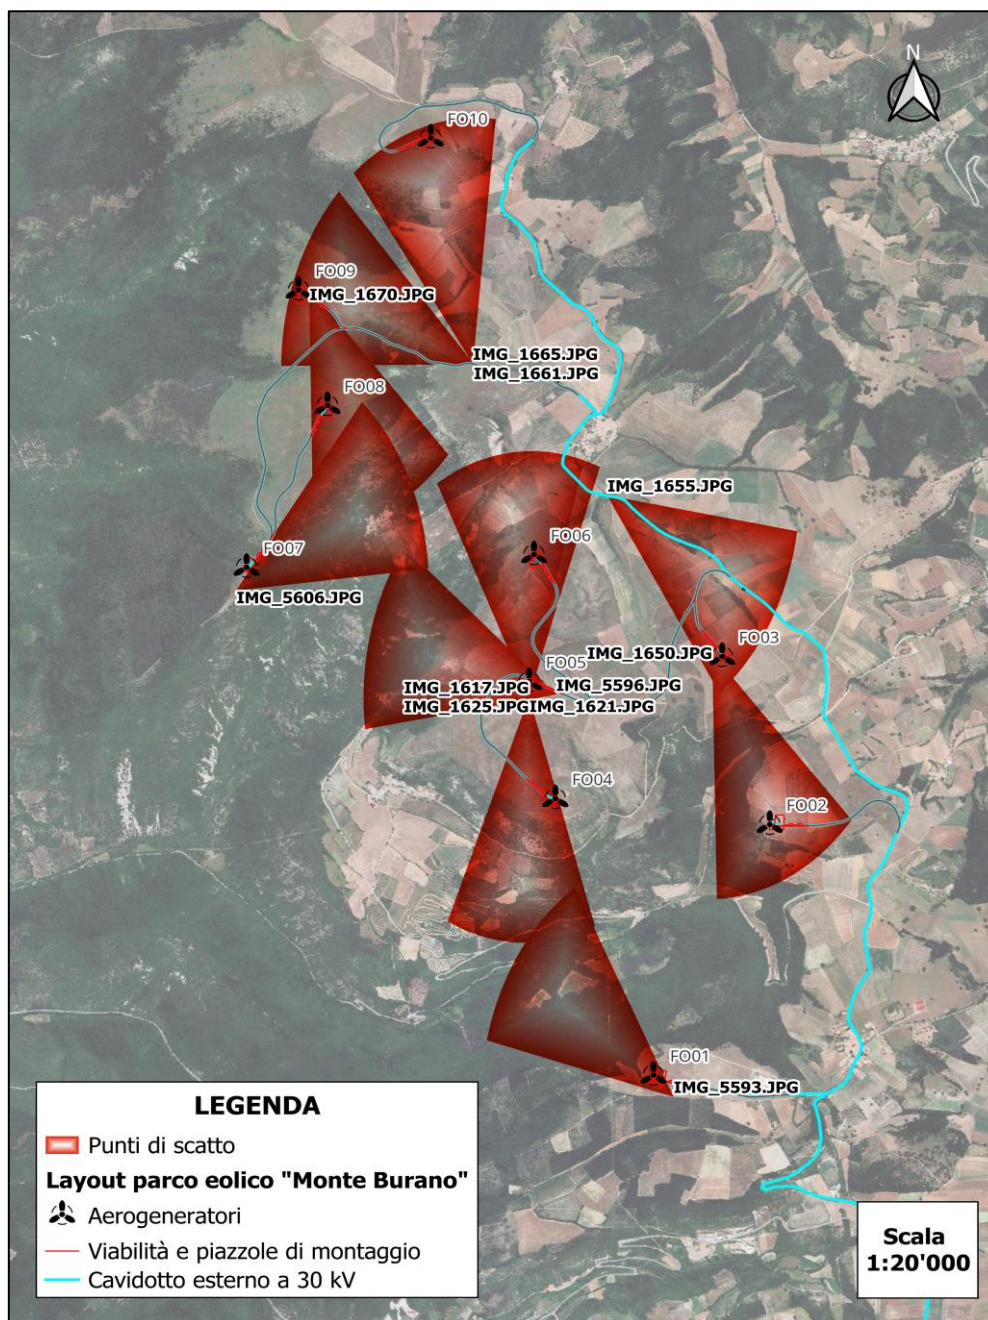 N
FO10
FO09
IMG_1670.JPG
IMG_1665.JPG
IMG_1661.JPG
FO08
IMG_1655.JPG
FO06
FO07
IMG_5606.JPG
FO03
IMG_1650.JPG
FO05
IMG_1617.JPG
IMG_5596.JPG
IMG_1625.JPG
IMG_1621.JPG
FO04
FO02
FO01
IMG_5593.JPG
LEGENDA
Punti di scatto
Layout parco eolico "Monte Burano"
Aerogeneratori
Viabilità e piazzole di montaggio
Cavidotto esterno a 30 kV
Scala
1:20'000